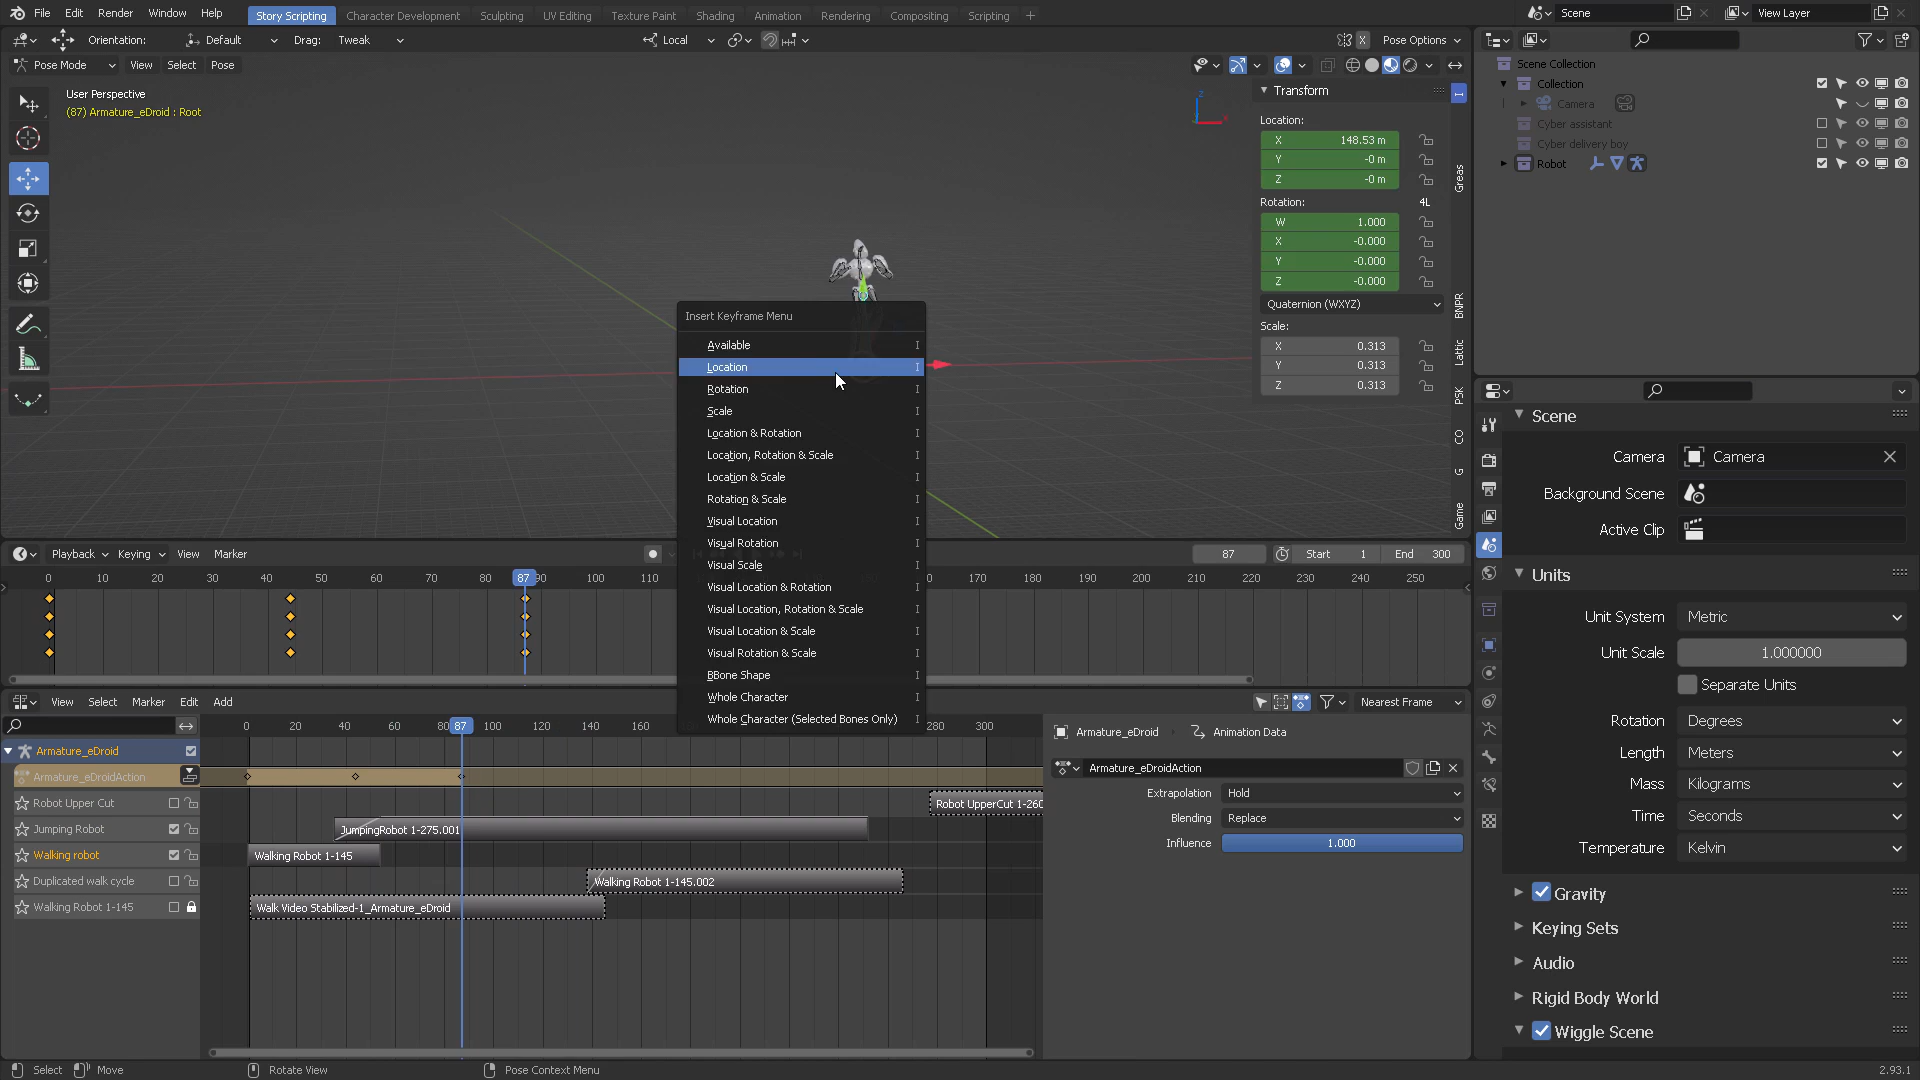 File Edit Render Window Help Story Scripting Character Development Sculpting UV Editing Texture Paint Shading Animation Rendering Compositing Scripting + Scene View Layer
Orientation: Default Drag: Tweak Local X Pose Options
Pose Mode View Select Pose
User Perspective
(87) Armature_eDroid : Root
Transform
Location:
X 148.53 m
Y -0 m
Z -0 m
Rotation: 4L
W 1.000
X -0.000
Y -0.000
Z -0.000
Quaternion (WXYZ)
Scale:
X 0.313
Y 0.313
Z 0.313
I
Greas
BNPR
Lattic
PSK
CO
G
Game
Z
Scene Collection
Collection
Camera
Cyber assistant
Cyber delivery boy
Robot
Insert Keyframe Menu
Available I
Location I
Rotation I
Scale I
Location & Rotation I
Location, Rotation & Scale I
Location & Scale I
Rotation & Scale I
Visual Location I
Visual Rotation I
Visual Scale I
Visual Location & Rotation I
Visual Location, Rotation & Scale I
Visual Location & Scale I
Visual Rotation & Scale I
BBone Shape I
Whole Character I
Whole Character (Selected Bones Only) I
Playback Keying View Marker 87 Start 1 End 300
0 10 20 30 40 50 60 70 80 87 90 100 110 0 170 180 190 200 210 220 230 240 250
View Select Marker Edit Add Nearest Frame
0 20 40 60 87 100 120 140 280 300
Armature_eDroid
Armature_eDroidAction
Robot Upper Cut Robot UpperCut 1-260
Jumping Robot JumpingRobot 1-275.001
Walking robot Walking Robot 1-145
Duplicated walk cycle Walking Robot 1-145.002
Walking Robot 1-145 Walk Video Stabilized-1_Armature_eDroid
Armature_eDroid Animation Data
Armature_eDroidAction
Extrapolation Hold
Blending Replace
Influence 1.000
Scene
Camera Camera
Background Scene
Active Clip
Units
Unit System Metric
Unit Scale 1.000000
Separate Units
Rotation Degrees
Length Meters
Mass Kilograms
Time Seconds
Temperature Kelvin
Gravity
Keying Sets
Audio
Rigid Body World
Wiggle Scene
Select Move Rotate View Pose Context Menu 2.93.1